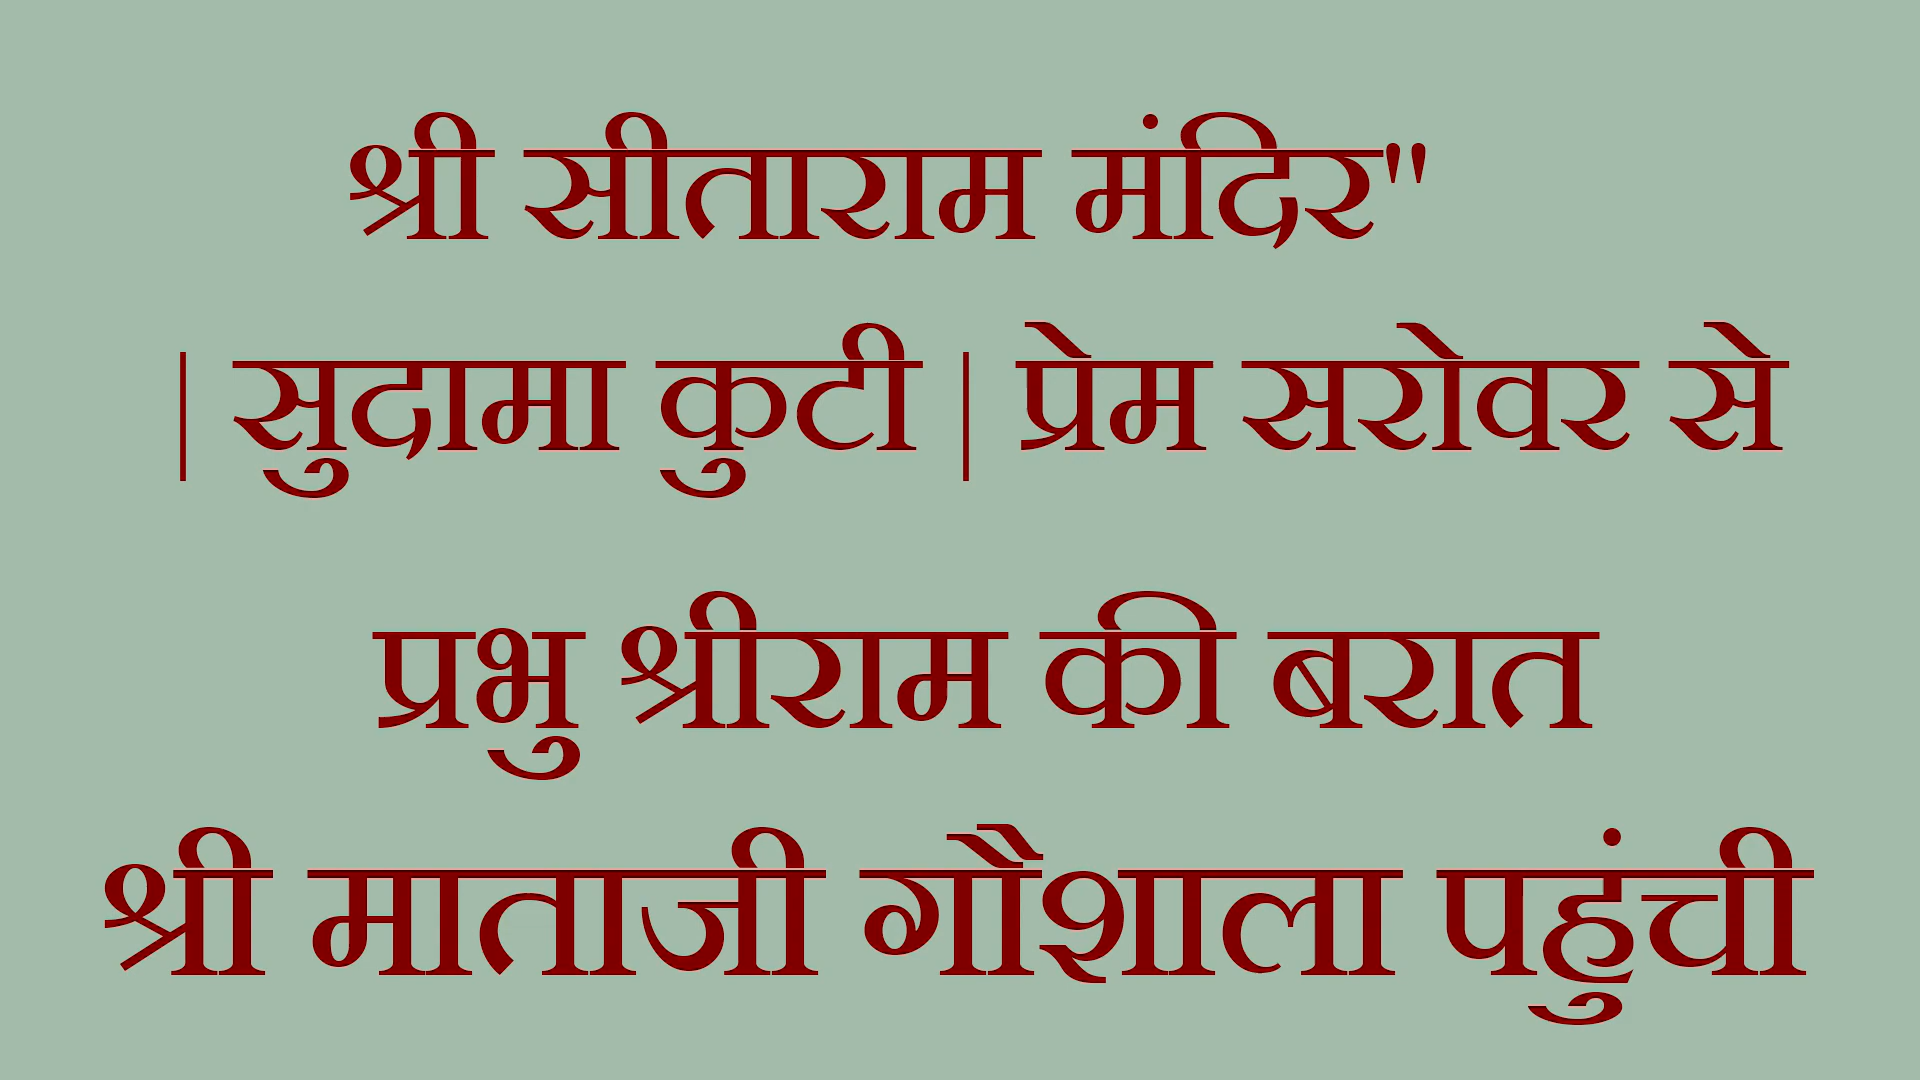 श्री सीताराम मंदिर"
| सुदामा कुटी | प्रेम सरोवर से
प्रभु श्रीराम की बरात
श्री माताजी गौशाला पहुंची